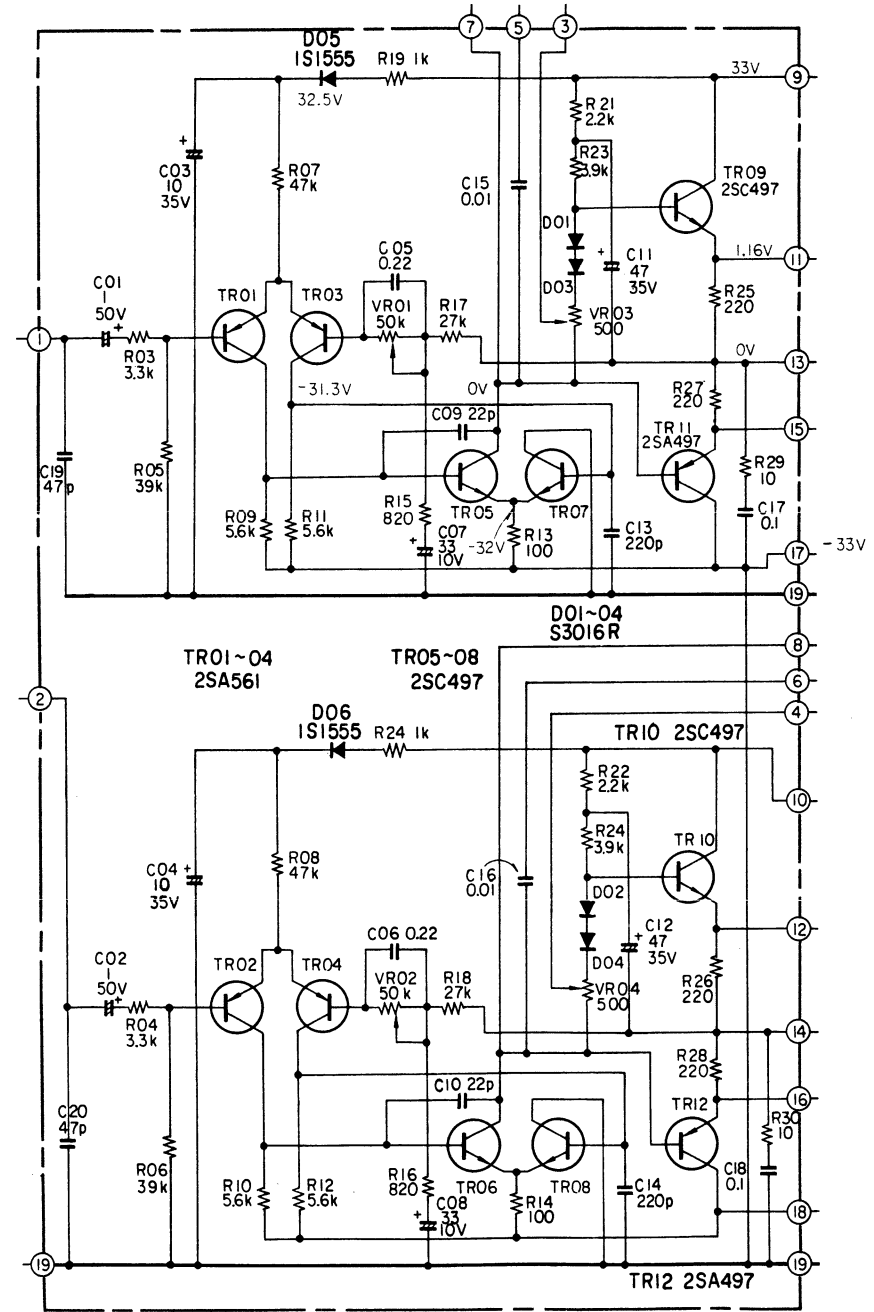 7
5
3
D05
1S1555
R19 1k
33V
9
32.5V
R21
2.2k
C03
10
35V
R07
47k
R23
3.9k
TR09
2SC497
C15
0.01
D01
C05
0.22
C11
47
35V
1.16V
11
C01
1
50V
TR01
TR03
VR01
50k
R17
27k
D03
VR03
500
R25
220
1
R03
3.3k
0V
13
-31.3V
0V
R27
220
C09 22p
TR11
2SA497
15
C19
47p
R05
39k
R29
10
R15
820
TR05
TR07
R09
5.6k
R11
5.6k
C07
33
10V
-32V
R13
100
C13
220p
C17
0.1
17
-33V
19
D01~04
S3016R
8
TR01~04
2SA561
TR05~08
2SC497
6
2
4
D06
1S1555
R24 1k
TR10 2SC497
R22
2.2k
10
R24
3.9k
TR10
C04
10
35V
R08
47k
C16
0.01
D02
C06 0.22
C12
47
35V
12
C02
1
50V
TR02
TR04
VR02
50k
R18
27k
D04
VR04
500
R26
220
R04
3.3k
14
R28
220
C10 22p
16
C20
47p
TR12
R30
10
R06
39k
R16
820
TR06
TR08
R10
5.6k
R12
5.6k
C08
33
10V
R14
100
C14
220p
C18
0.1
18
19
19
TR12 2SA497